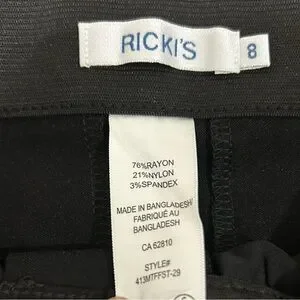 RICKI'S
8
76%RAYON
21%NYLON
3%SPANDEX
MADE IN BANGLADESH/
FABRIQUÉ AU
BANGLADESH
CA 62810
STYLE#
413MTFFST-29